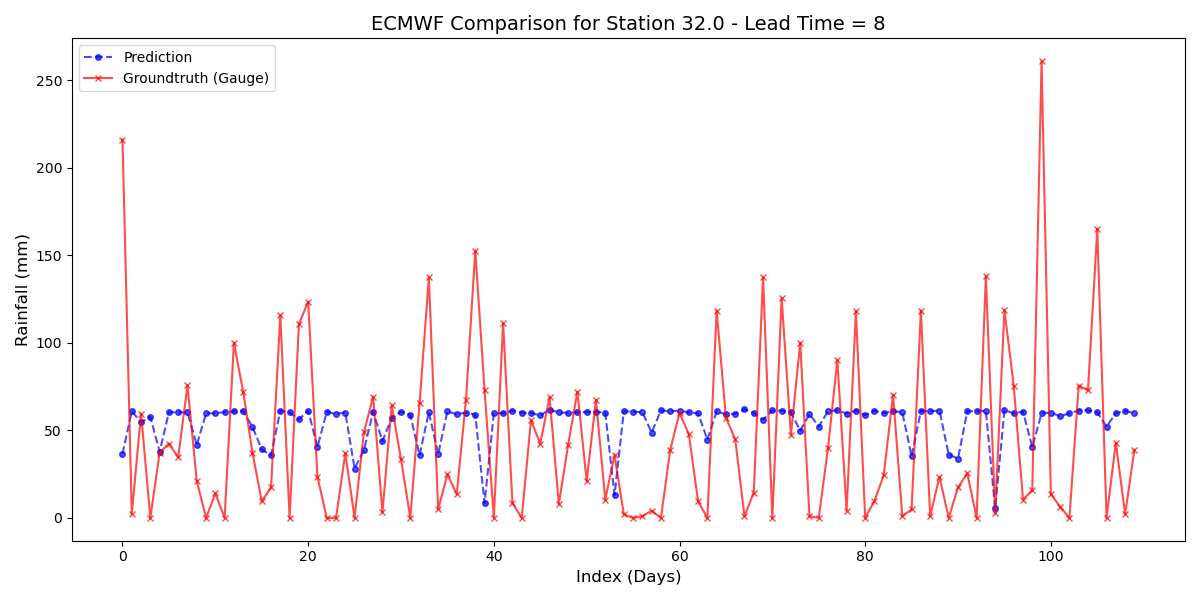 ECMWF Comparison for Station 32.0 - Lead Time = 8
Prediction
Groundtruth (Gauge)
Rainfall (mm)
250
200
150
100
50
0
0 20 40 60 80 100
Index (Days)